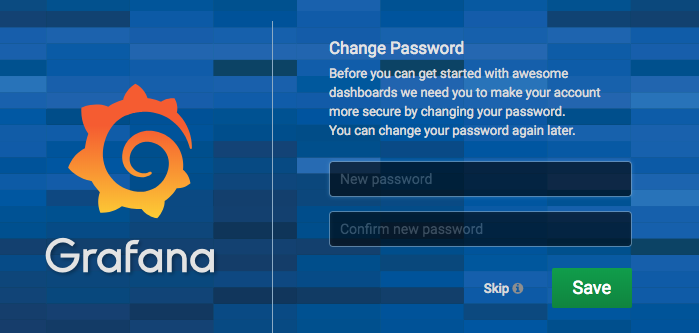 Change Password
Before you can get started with awesome
dashboards we need you to make your account
more secure by changing your password.
You can change your password again later.
New password
Confirm new password
Skip
Save
Grafana